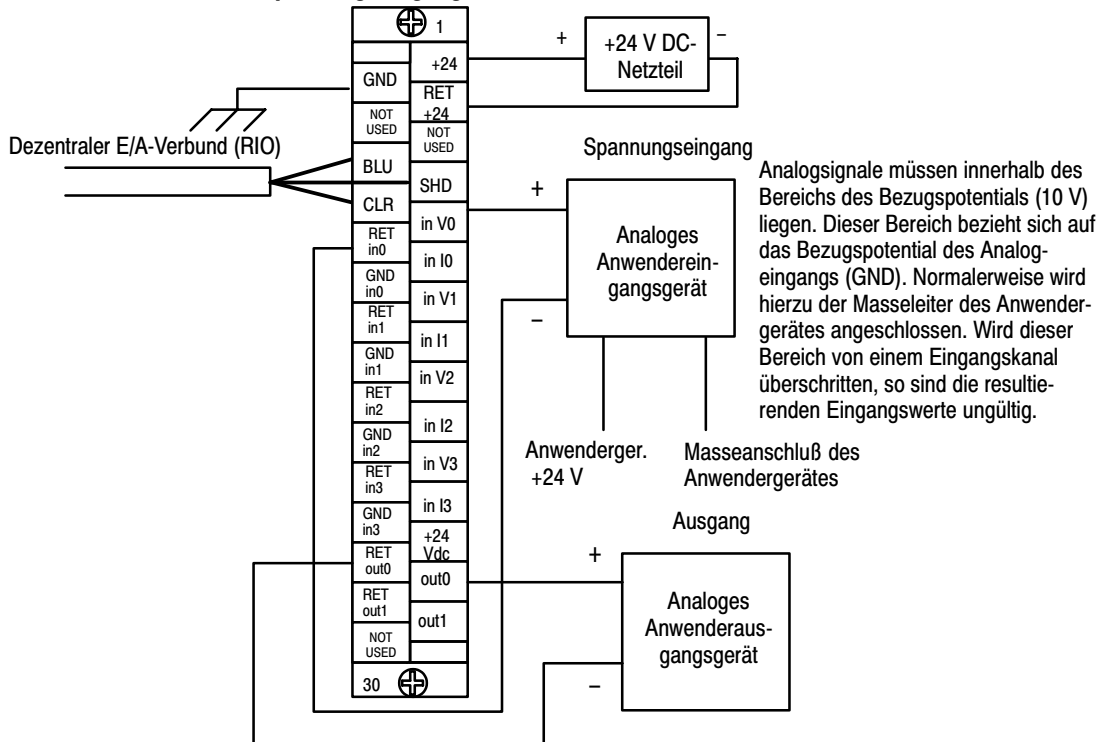 1
+24
GND
RET
+24
NOT
USED
NOT
USED
BLU
SHD
CLR
in V0
RET
in0
in I0
GND
in0
in V1
RET
in1
in I1
GND
in1
in V2
RET
in2
in I2
GND
in2
in V3
RET
in3
in I3
GND
in3
+24
Vdc
RET
out0
out0
RET
out1
out1
NOT
USED
30
+
+24 V DC-
Netzteil
–
Dezentraler E/A-Verbund (RIO)
Spannungseingang
+
Analoges
Anwenderein-
gangsgerät
–
Analogsignale müssen innerhalb des
Bereichs des Bezugspotentials (10 V)
liegen. Dieser Bereich bezieht sich auf
das Bezugspotential des Analog-
eingangs (GND). Normalerweise wird
hierzu der Masseleiter des Anwender-
gerätes angeschlossen. Wird dieser
Bereich von einem Eingangskanal
überschritten, so sind die resultie-
renden Eingangswerte ungültig.
Anwenderger.
+24 V
Masseanschluß des
Anwendergerätes
Ausgang
+
Analoges
Anwenderaus-
gangsgerät
–